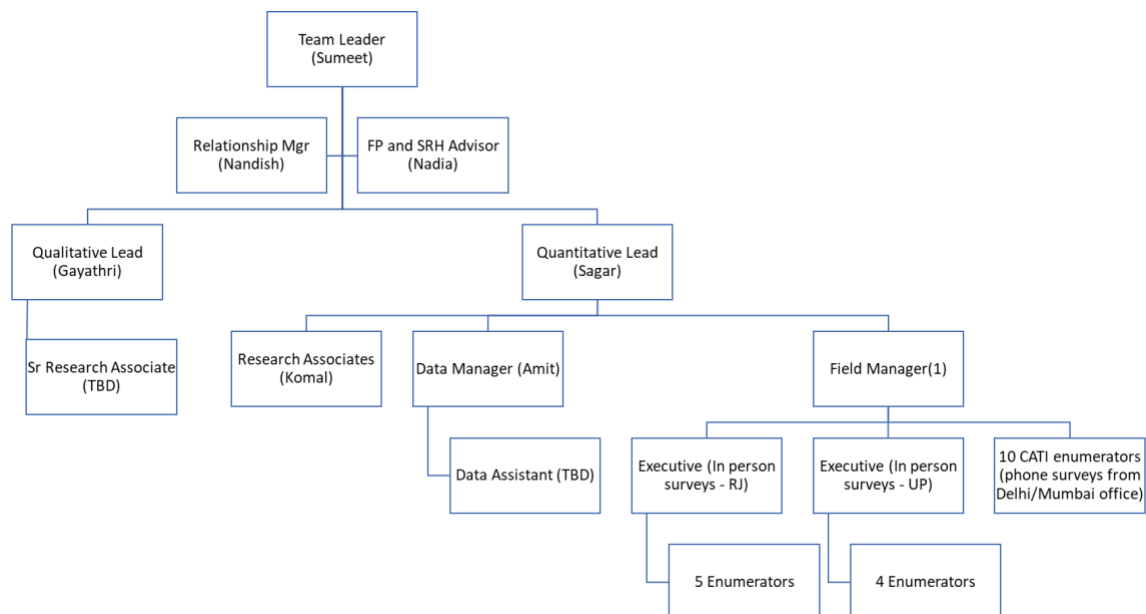 Team Leader
(Sumeet)
Relationship Mgr
(Nandish)
FP and SRH Advisor
(Nadia)
Qualitative Lead
(Gayathri)
Quantitative Lead
(Sagar)
Sr Research Associate
(TBD)
Research Associates
(Komal)
Data Manager (Amit)
Field Manager(1)
Data Assistant (TBD)
Executive (In person
surveys - RJ)
Executive (In person
surveys - UP)
10 CATI enumerators
(phone surveys from
Delhi/Mumbai office)
5 Enumerators
4 Enumerators